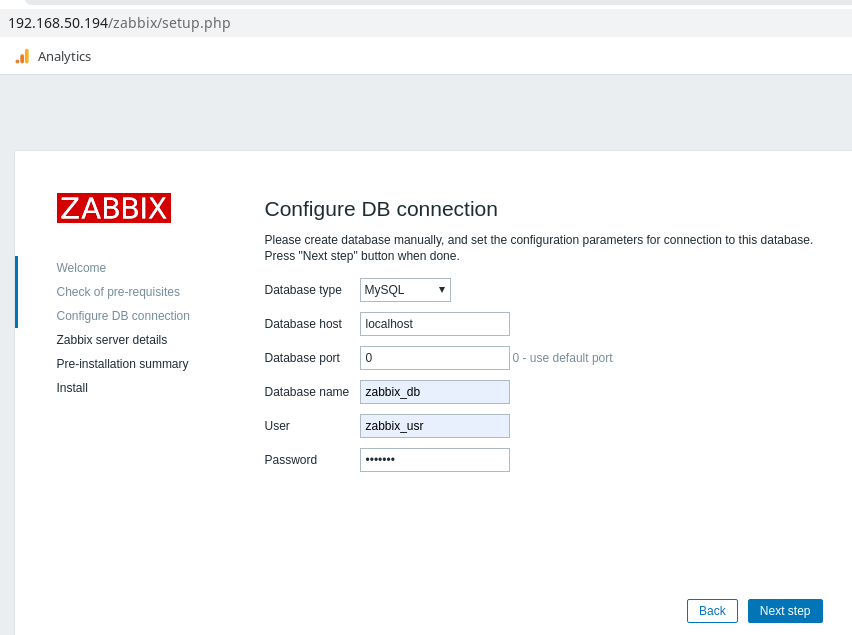 192.168.50.194/zabbix/setup.php
Analytics
ZABBIX
Welcome
Check of pre-requisites
Configure DB connection
Zabbix server details
Pre-installation summary
Install
Configure DB connection
Please create database manually, and set the configuration parameters for connection to this database.
Press "Next step" button when done.
Database type MySQL
Database host localhost
Database port 0 0 - use default port
Database name zabbix_db
User zabbix_usr
Password •••••••
Back Next step